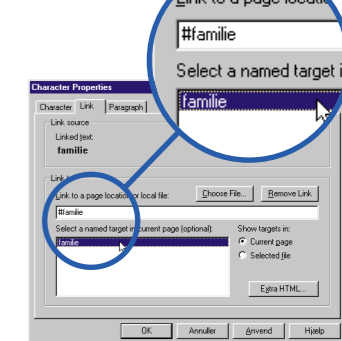 Link to a page locatio
#familie
Select a named target i
familie
Character Properties
Character Link Paragraph
Link source
Linked text:
familie
Link to a page location or local file:
Choose File... Remove Link
#familie
Select a named target in current page (optional):
Show targets in:
familie
Current page
Selected file
Extra HTML...
OK Annuller Anvend Hjælp